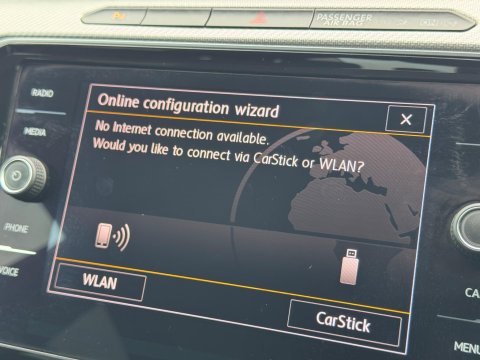 PASSENGER
AIR BAG
RADIO
MEDIA
PHONE
VOICE
Online configuration wizard
No Internet connection available.
Would you like to connect via CarStick or WLAN?
WLAN
CarStick
MENU